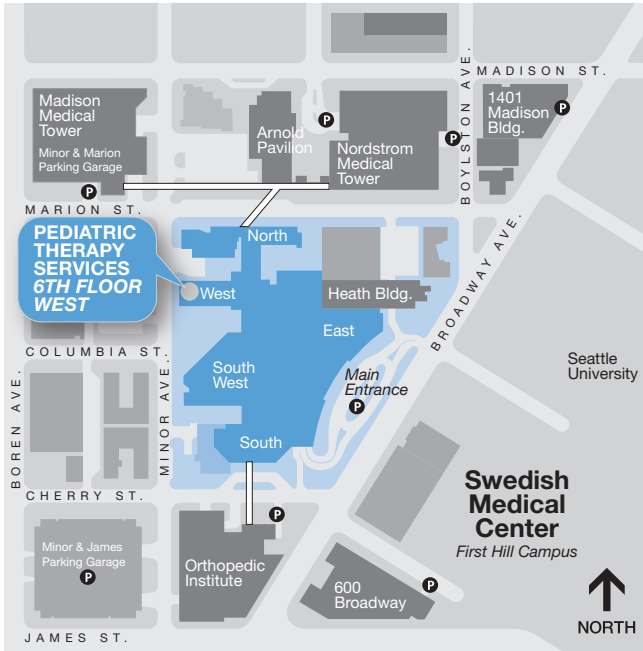 MADISON ST.
BOYLSTON AVE.
Madison
Medical
Tower
Minor & Marion
Parking Garage
P
Arnold
Pavilion
P
Nordstrom
Medical
Tower
P
1401
Madison
Bldg.
P
MARION ST.
PEDIATRIC
THERAPY
SERVICES
6TH FLOOR
WEST
North
West
Heath Bldg.
East
BROADWAY AVE.
COLUMBIA ST.
South
West
Main
Entrance
P
Seattle
University
BOREN AVE.
MINOR AVE.
South
CHERRY ST.
Swedish
Medical
Center
First Hill Campus
Minor & James
Parking Garage
P
Orthopedic
Institute
P
600
Broadway
P
NORTH
JAMES ST.